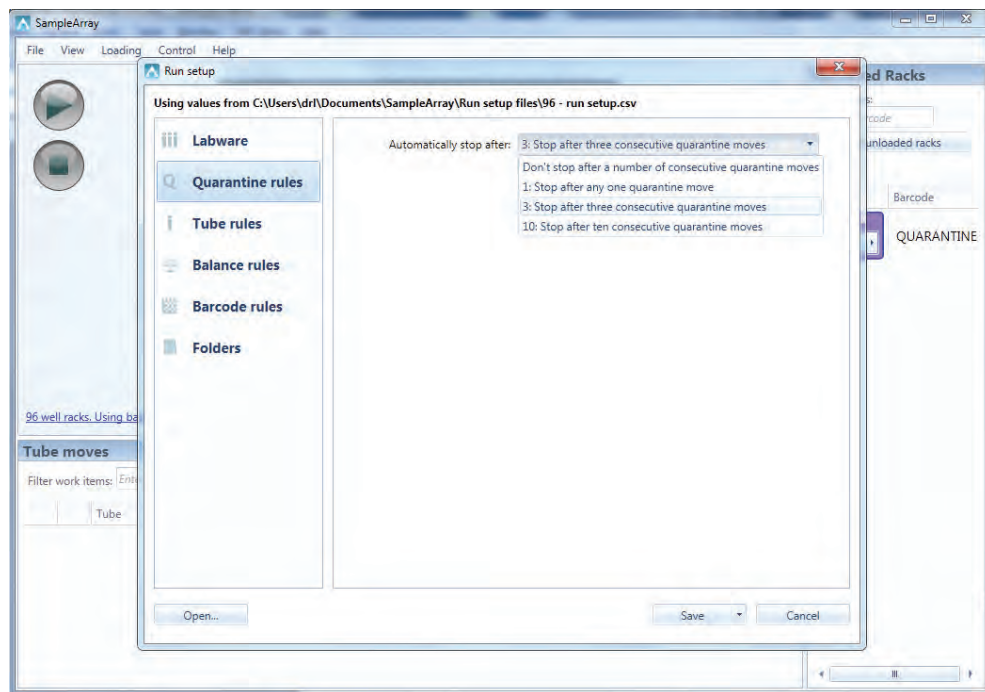 SampleArray
File View Loading Control Help
Run setup
Using values from C:\Users\drl\Documents\SampleArray\Run setup files\96 - run setup.csv
Labware
Quarantine rules
Tube rules
Balance rules
Barcode rules
Folders
Automatically stop after: 3: Stop after three consecutive quarantine moves
Don't stop after a number of consecutive quarantine moves
1: Stop after any one quarantine move
3: Stop after three consecutive quarantine moves
10: Stop after ten consecutive quarantine moves
Open...
Save
Cancel
ed Racks
s:
code
unloaded racks
Barcode
QUARANTINE
96 well racks. Using ba
Tube moves
Filter work items: Ente
Tube